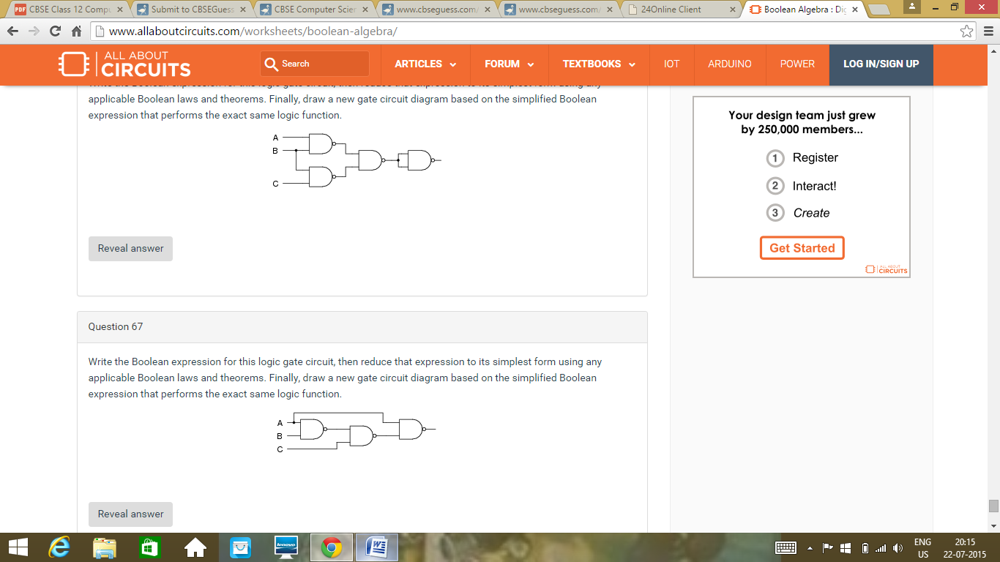 CBSE Class 12 Compu
Submit to CBSEGuess
CBSE Computer Scien
www.cbseguess.com/
www.cbseguess.com/
24Online Client
Boolean Algebra : Dig
www.allaboutcircuits.com/worksheets/boolean-algebra/
ALL ABOUT
CIRCUITS
Search
ARTICLES
FORUM
TEXTBOOKS
IOT
ARDUINO
POWER
LOG IN/SIGN UP
applicable Boolean laws and theorems. Finally, draw a new gate circuit diagram based on the simplified Boolean
expression that performs the exact same logic function.
A
B
C
Reveal answer
Question 67
Write the Boolean expression for this logic gate circuit, then reduce that expression to its simplest form using any
applicable Boolean laws and theorems. Finally, draw a new gate circuit diagram based on the simplified Boolean
expression that performs the exact same logic function.
A
B
C
Reveal answer
Your design team just grew
by 250,000 members...
1 Register
2 Interact!
3 Create
Get Started
ALL ABOUT
CIRCUITS
lenovo
ENG
US
20:15
22-07-2015